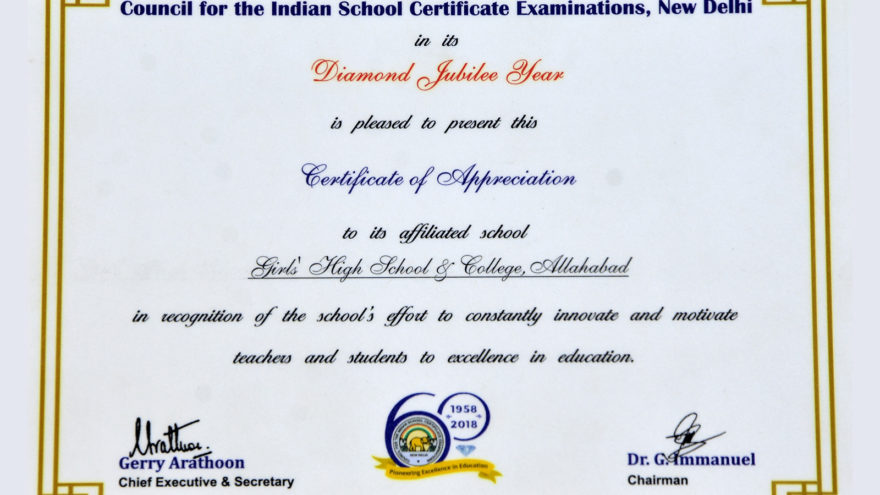 Council for the Indian School Certificate Examinations, New Delhi
in its
Diamond Jubilee Year
is pleased to present this
Certificate of Appreciation
to its affiliated school
Girls' High School & College, Allahabad
in recognition of the school's effort to constantly innovate and motivate
teachers and students to excellence in education.
60
1958
2018
NEW DELHI
Pioneering Excellence in Education
Gerry Arathoon
Chief Executive & Secretary
Dr. G. Immanuel
Chairman